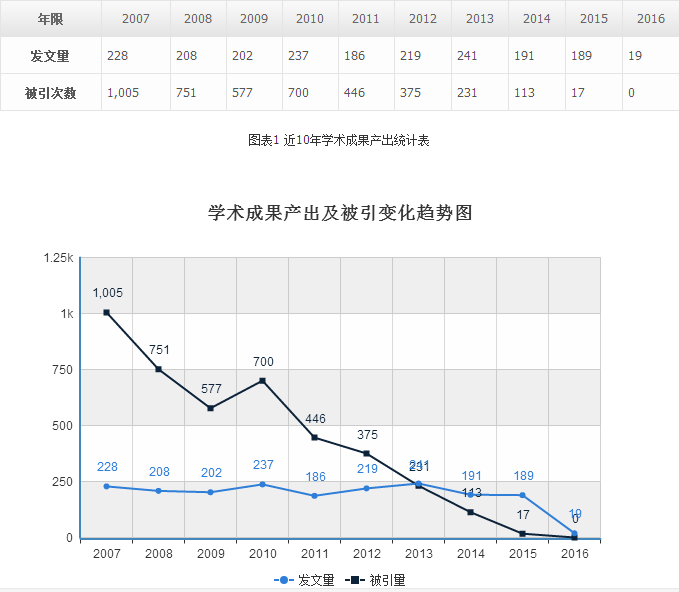 年限 2007 2008 2009 2010 2011 2012 2013 2014 2015 2016
发文量 228 208 202 237 186 219 241 191 189 19
被引次数 1,005 751 577 700 446 375 231 113 17 0
图表1 近10年学术成果产出统计表
学术成果产出及被引变化趋势图
1.25k
1,005
1k
751
750
700
577
500
446
375
250
228 208 202 237 186 219 241 191 189 19
231 113 17 0
0
2007 2008 2009 2010 2011 2012 2013 2014 2015 2016
发文量 被引量